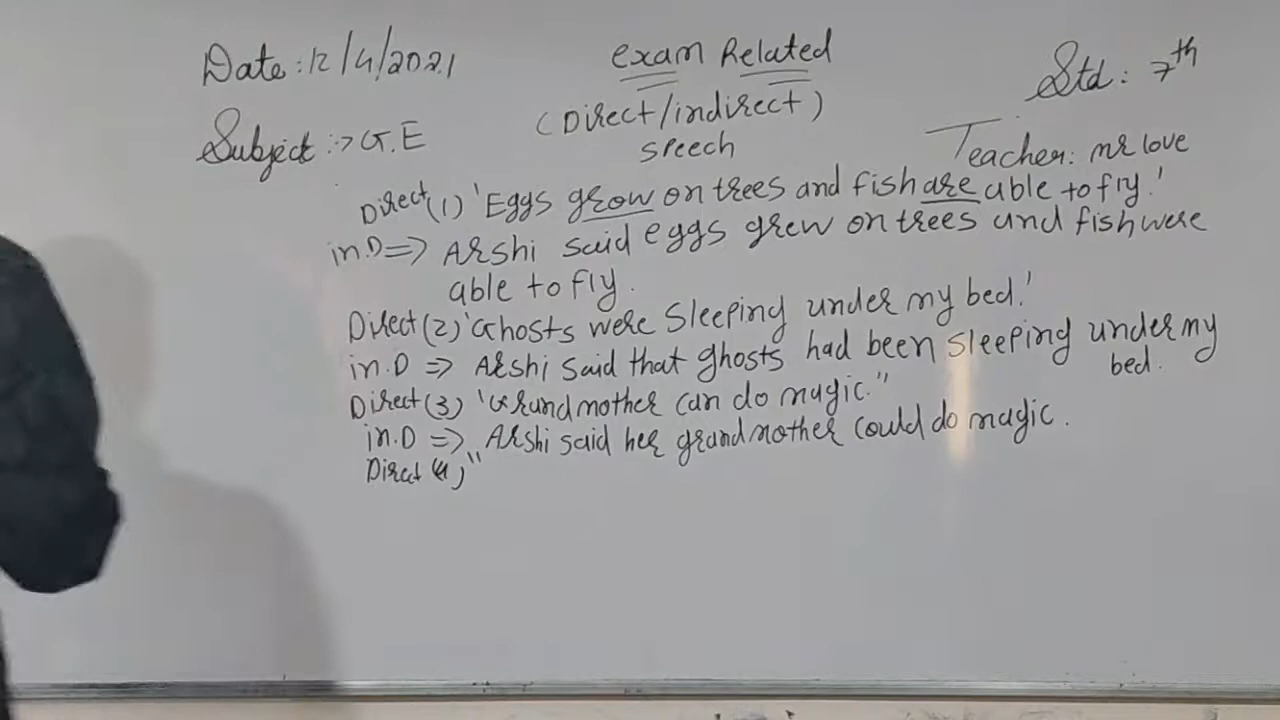 Date: 12/4/2021
exam Related
Std: 7th
Subject :→ G.E
(Direct/indirect)
speech
Teacher: mr love
Direct (1) 'Eggs grow on trees and fish are able to fly.'
in.D => Arshi said eggs grew on trees and fish were
able to fly.
Direct (2) 'Ghosts were sleeping under my bed.'
in.D => Arshi said that ghosts had been sleeping under my
bed.
Direct (3) 'Grandmother can do magic."
in.D => Arshi said her grandmother could do magic.
Direct (4) "